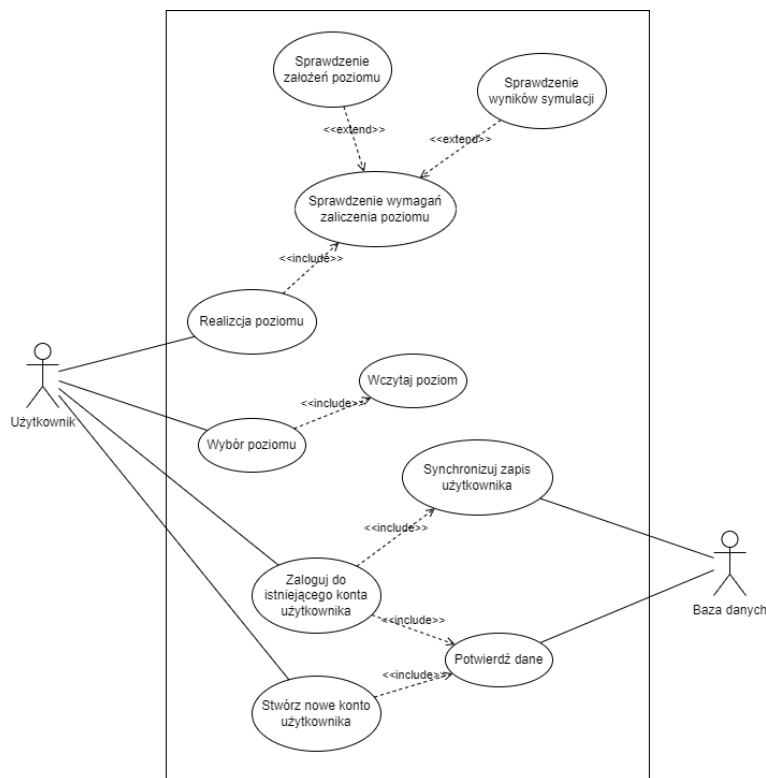 Sprawdzenie
założeń poziomu
Sprawdzenie
wyników symulacji
<<extend>>
<<extend>>
Sprawdzenie wymagań
zaliczenia poziomu
<<include>>
Realizcja poziomu
Użytkownik
Wczytaj poziom
<<include>>
Wybór poziomu
Synchronizuj zapis
użytkownika
<<include>>
Zaloguj do
istniejącego konta
użytkownika
Baza danych
<<include>>
Potwierdź dane
<<include>>
Stwórz nowe konto
użytkownika